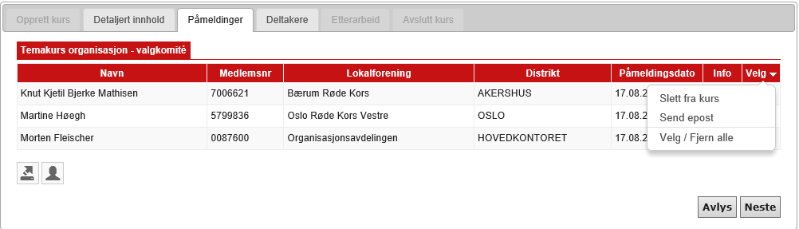 Opprett kurs Detaljert innhold Påmeldinger Deltakere Etterarbeid Avslutt kurs
Temakurs organisasjon - valgkomité
Navn Medlemsnr Lokalforening Distrikt Påmeldingsdato Info Velg
Knut Kjetil Bjerke Mathisen 7006621 Bærum Røde Kors AKERSHUS 17.08.2
Slett fra kurs
Martine Høegh 5799836 Oslo Røde Kors Vestre OSLO 17.08.2
Send epost
Morten Fleischer 0087600 Organisasjonsavdelingen HOVEDKONTORET 17.08.2
Velg / Fjern alle
Avlys Neste